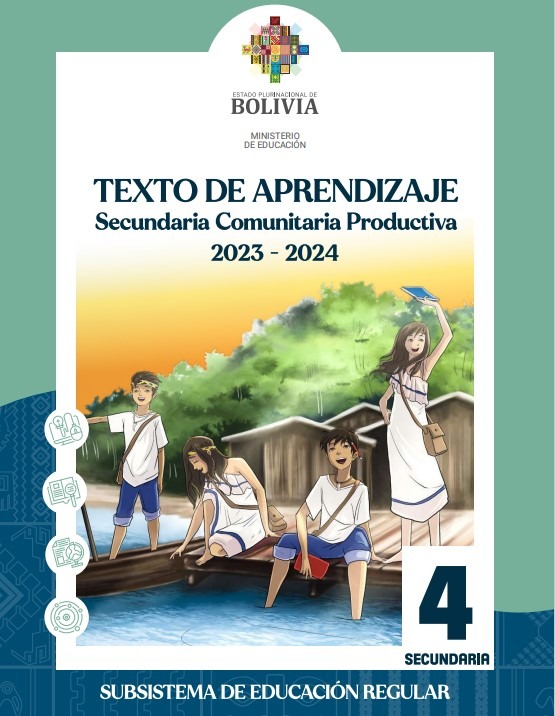 ESTADO PLURINACIONAL DE
BOLIVIA
MINISTERIO
DE EDUCACIÓN
TEXTO DE APRENDIZAJE
Secundaria Comunitaria Productiva
2023 - 2024
4
SECUNDARIA
SUBSISTEMA DE EDUCACIÓN REGULAR